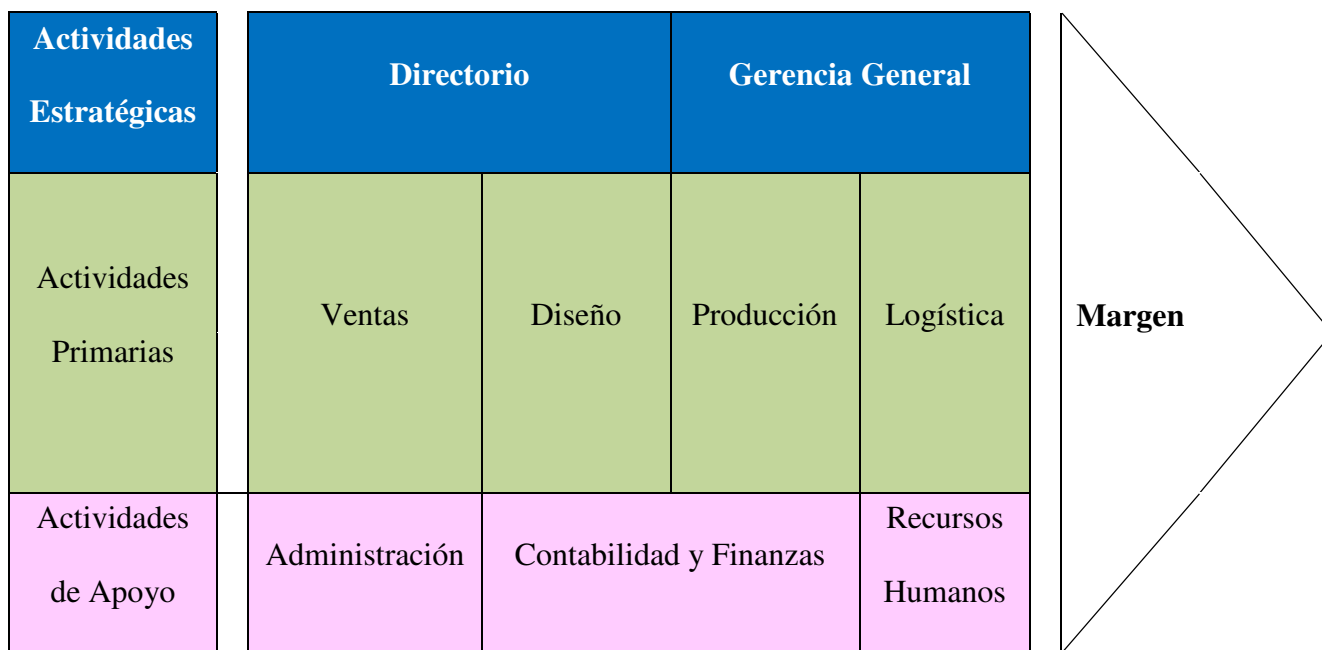 Actividades
Estratégicas
Directorio
Gerencia General
Actividades
Primarias
Ventas
Diseño
Producción
Logística
Margen
Actividades
de Apoyo
Administración
Contabilidad y Finanzas
Recursos
Humanos